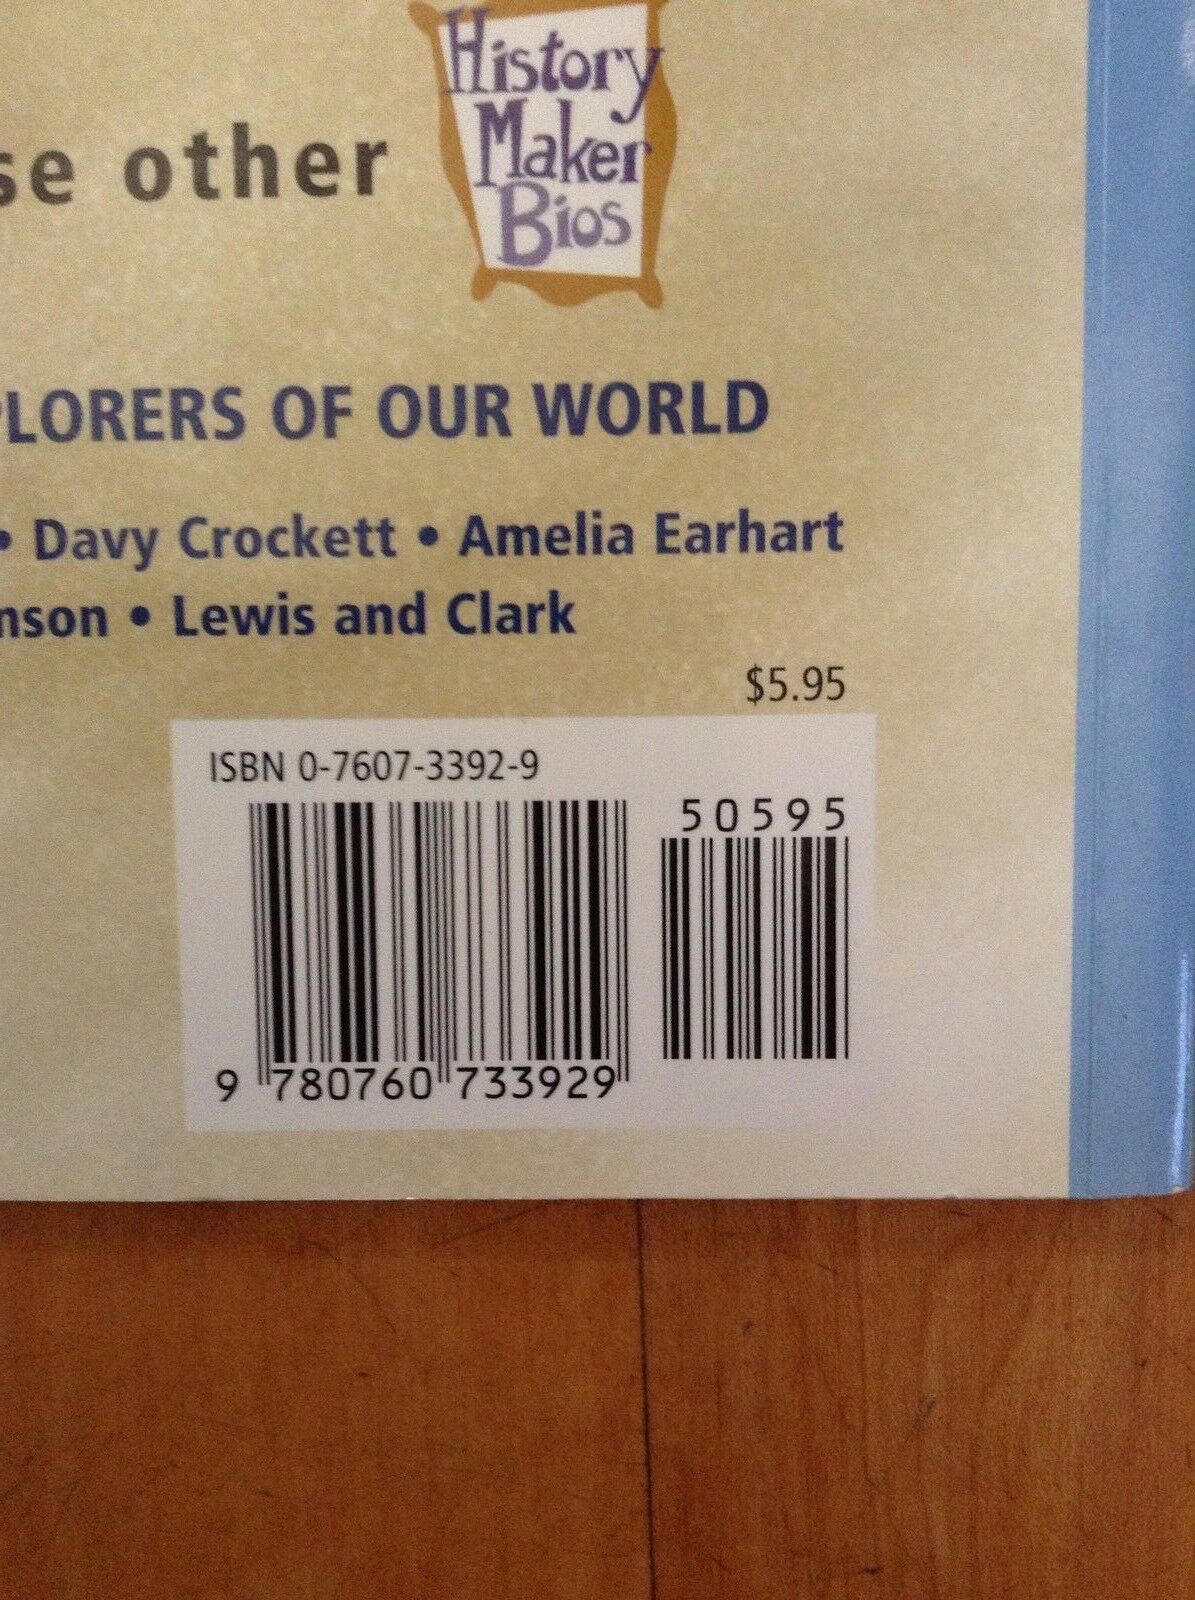 History
Maker
Bios
se other
PLORERS OF OUR WORLD
• Davy Crockett • Amelia Earhart
nson • Lewis and Clark
$5.95
ISBN 0-7607-3392-9
50595
9 780760 733929